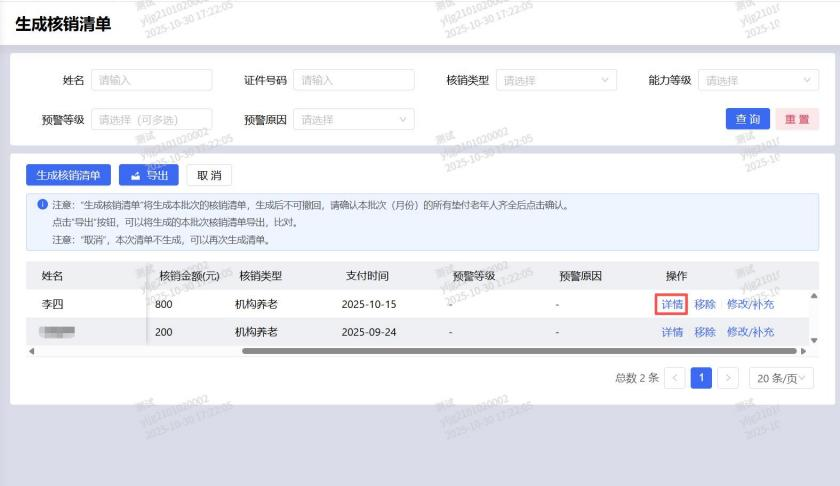 生成核销清单
姓名 请输入 证件号码 请输入 核销类型 请选择 能力等级 请选择
预警等级 请选择（可多选） 预警原因 请选择 查 询 重 置
生成核销清单 导出 取 消
注意：“生成核销清单”将生成本批次的核销清单，生成后不可撤回，请确认本批次（月份）的所有垫付老年人齐全后点击确认。
点击“导出”按钮，可以将生成的本批次核销清单导出，比对。
注意：“取消”，本次清单不生成，可以再次生成清单。
姓名 核销金额(元) 核销类型 支付时间 预警等级 预警原因 操作
李四 800 机构养老 2025-10-15 - - 详情 移除 修改/补充
200 机构养老 2025-09-24 - - 详情 移除 修改/补充
总数 2 条 < 1 > 20 条/页
测试
yljg2101020002
2025-10-30 17:22:05